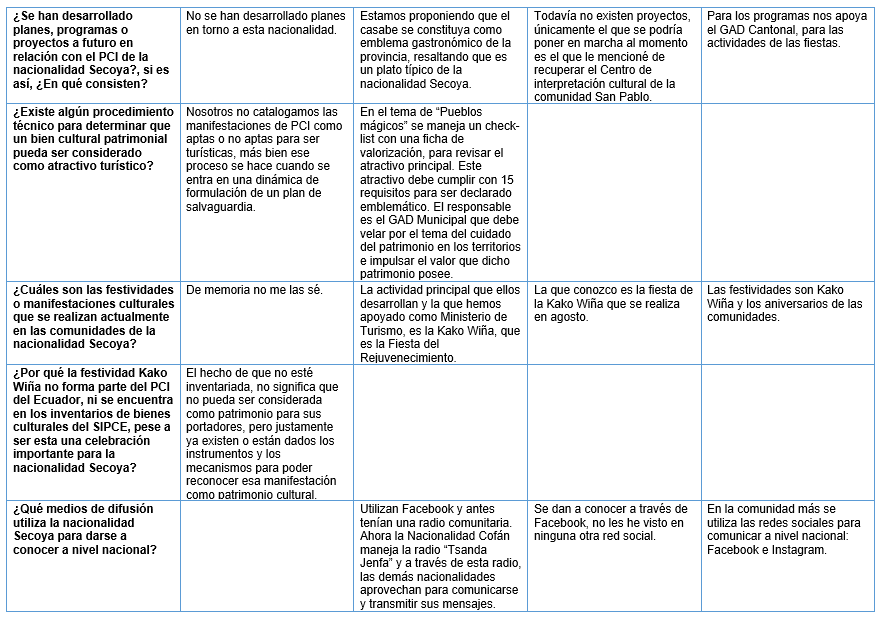 ¿Se han desarrollado
planes, programas o
proyectos a futuro en
relación con el PCI de la
nacionalidad Secoya?, si es
así, ¿En qué consisten?
No se han desarrollado planes
en torno a esta nacionalidad.
Estamos proponiendo que el
casabe se constituya como
emblema gastronómico de la
provincia, resaltando que es
un plato típico de la
nacionalidad Secoya.
Todavía no existen proyectos,
únicamente el que se podría
poner en marcha al momento
es el que le mencioné de
recuperar el Centro de
interpretación cultural de la
comunidad San Pablo.
Para los programas nos apoya
el GAD Cantonal, para las
actividades de las fiestas.
¿Existe algún procedimiento
técnico para determinar que
un bien cultural patrimonial
pueda ser considerado
como atractivo turístico?
Nosotros no catalogamos las
manifestaciones de PCI como
aptas o no aptas para ser
turísticas, más bien ese
proceso se hace cuando se
entra en una dinámica de
formulación de un plan de
salvaguardia.
En el tema de “Pueblos
mágicos” se maneja un check-
list con una ficha de
valorización, para revisar el
atractivo principal. Este
atractivo debe cumplir con 15
requisitos para ser declarado
emblemático. El responsable
es el GAD Municipal que debe
velar por el tema del cuidado
del patrimonio en los territorios
e impulsar el valor que dicho
patrimonio posee.
¿Cuáles son las festividades
o manifestaciones culturales
que se realizan actualmente
en las comunidades de la
nacionalidad Secoya?
De memoria no me las sé.
La actividad principal que ellos
desarrollan y la que hemos
apoyado como Ministerio de
Turismo, es la Kako Wiña, que
es la Fiesta del
Rejuvenecimiento.
La que conozco es la fiesta de
la Kako Wiña que se realiza
en agosto.
Las festividades son Kako
Wiña y los aniversarios de las
comunidades.
¿Por qué la festividad Kako
Wiña no forma parte del PCI
del Ecuador, ni se encuentra
en los inventarios de bienes
culturales del SIPCE, pese a
ser esta una celebración
importante para la
nacionalidad Secoya?
El hecho de que no esté
inventariada, no significa que
no pueda ser considerada
como patrimonio para sus
portadores, pero justamente
ya existen o están dados los
instrumentos y los
mecanismos para poder
reconocer esa manifestación
como patrimonio cultural.
¿Qué medios de difusión
utiliza la nacionalidad
Secoya para darse a
conocer a nivel nacional?
Utilizan Facebook y antes
tenían una radio comunitaria.
Ahora la Nacionalidad Cofán
maneja la radio “Tsanda
Jenfa” y a través de esta radio,
las demás nacionalidades
aprovechan para comunicarse
y transmitir sus mensajes.
Se dan a conocer a través de
Facebook, no les he visto en
ninguna otra red social.
En la comunidad más se
utiliza las redes sociales para
comunicar a nivel nacional:
Facebook e Instagram.